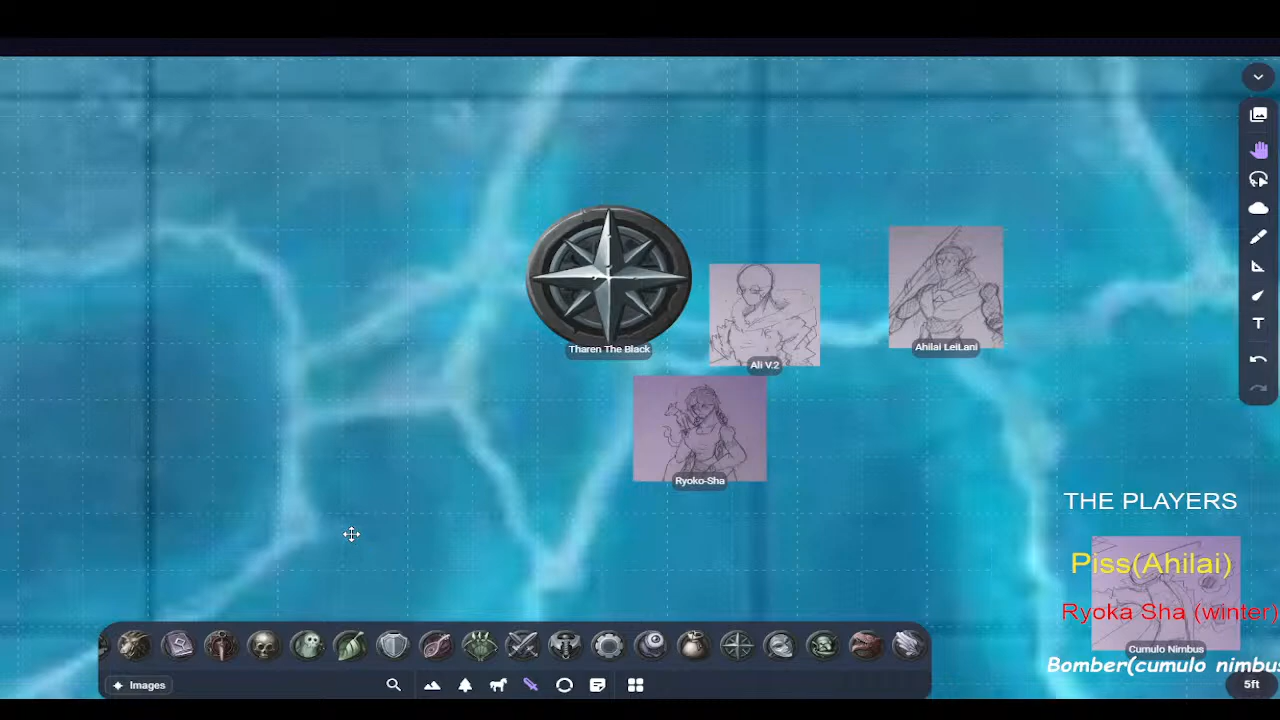 Tharen The Black
Ali V.2
Ahilai LeiLani
Ryoko-Sha
THE PLAYERS
Piss(Ahilai)
Ryoka Sha (winter)
Cumulo Nimbus
Bomber(cumulo nimbus
Images
5ft